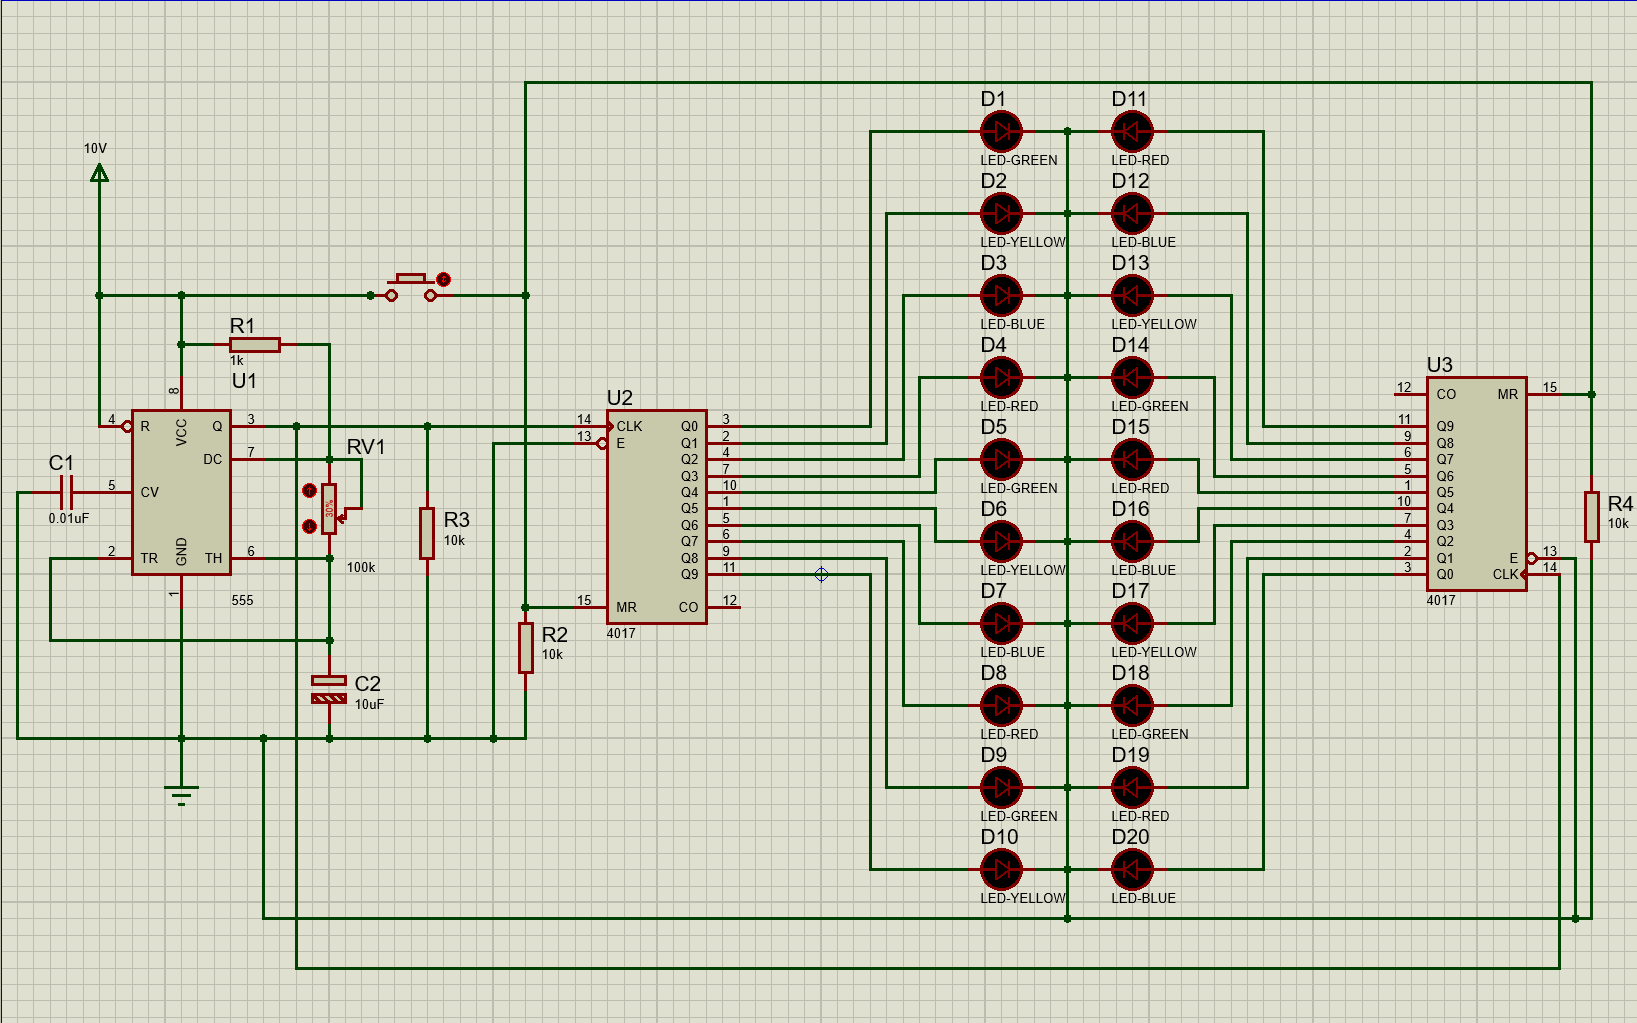 10V
R1
1k
U1
8
4
R
VCC
Q
3
DC
7
RV1
30%
100k
C1
0.01uF
5
CV
2
TR
GND
TH
6
1
555
C2
10uF
R3
10k
R2
10k
U2
14
CLK
13
E
15
MR
Q0
3
Q1
2
Q2
4
Q3
7
Q4
10
Q5
1
Q6
5
Q7
6
Q8
9
Q9
11
CO
12
4017
D1
LED-GREEN
D2
LED-YELLOW
D3
LED-BLUE
D4
LED-RED
D5
LED-GREEN
D6
LED-YELLOW
D7
LED-BLUE
D8
LED-RED
D9
LED-GREEN
D10
LED-YELLOW
D11
LED-RED
D12
LED-BLUE
D13
LED-YELLOW
D14
LED-GREEN
D15
LED-RED
D16
LED-BLUE
D17
LED-YELLOW
D18
LED-GREEN
D19
LED-RED
D20
LED-BLUE
U3
12
CO
MR
15
11
Q9
9
Q8
6
Q7
5
Q6
1
Q5
10
Q4
7
Q3
4
Q2
2
Q1
3
Q0
E
13
CLK
14
4017
R4
10k